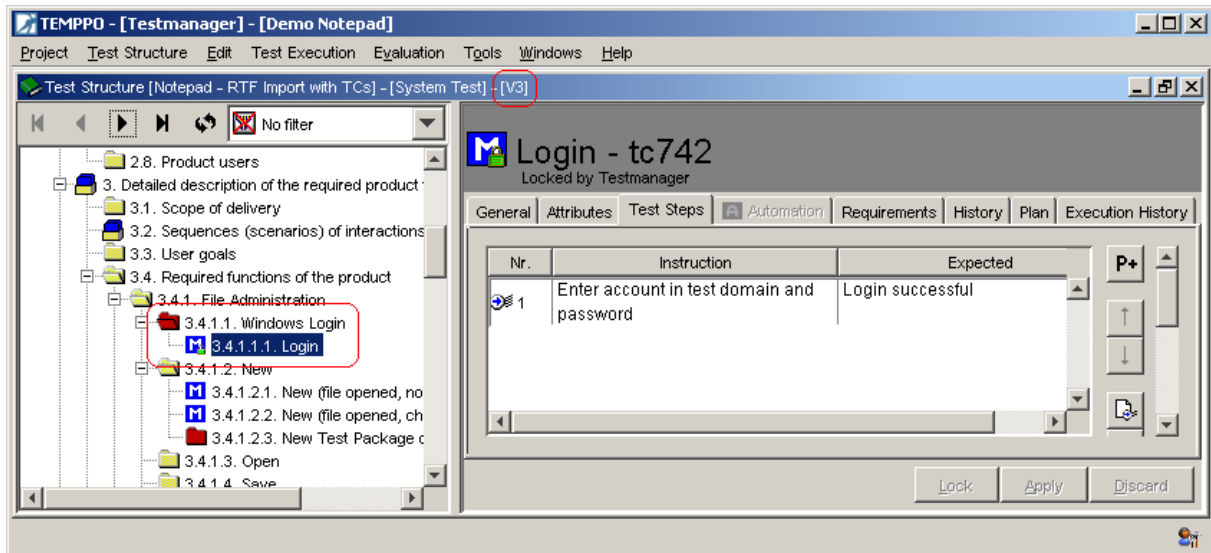 TEMPPO - [Testmanager] - [Demo Notepad]
Project Test Structure Edit Test Execution Evaluation Tools Windows Help
Test Structure [Notepad - RTF Import with TCs] - [System Test] - [V3]
No filter
2.8. Product users
3. Detailed description of the required product
3.1. Scope of delivery
3.2. Sequences (scenarios) of interactions
3.3. User goals
3.4. Required functions of the product
3.4.1. File Administration
3.4.1.1. Windows Login
3.4.1.1.1. Login
3.4.1.2. New
3.4.1.2.1. New (file opened, no
3.4.1.2.2. New (file opened, ch
3.4.1.2.3. New Test Package
3.4.1.3. Open
3.4.1.4. Save
Login - tc742
Locked by Testmanager
General Attributes Test Steps A Automation Requirements History Plan Execution History
Nr. Instruction Expected
1 Enter account in test domain and Login successful
password
P+
Lock Apply Discard